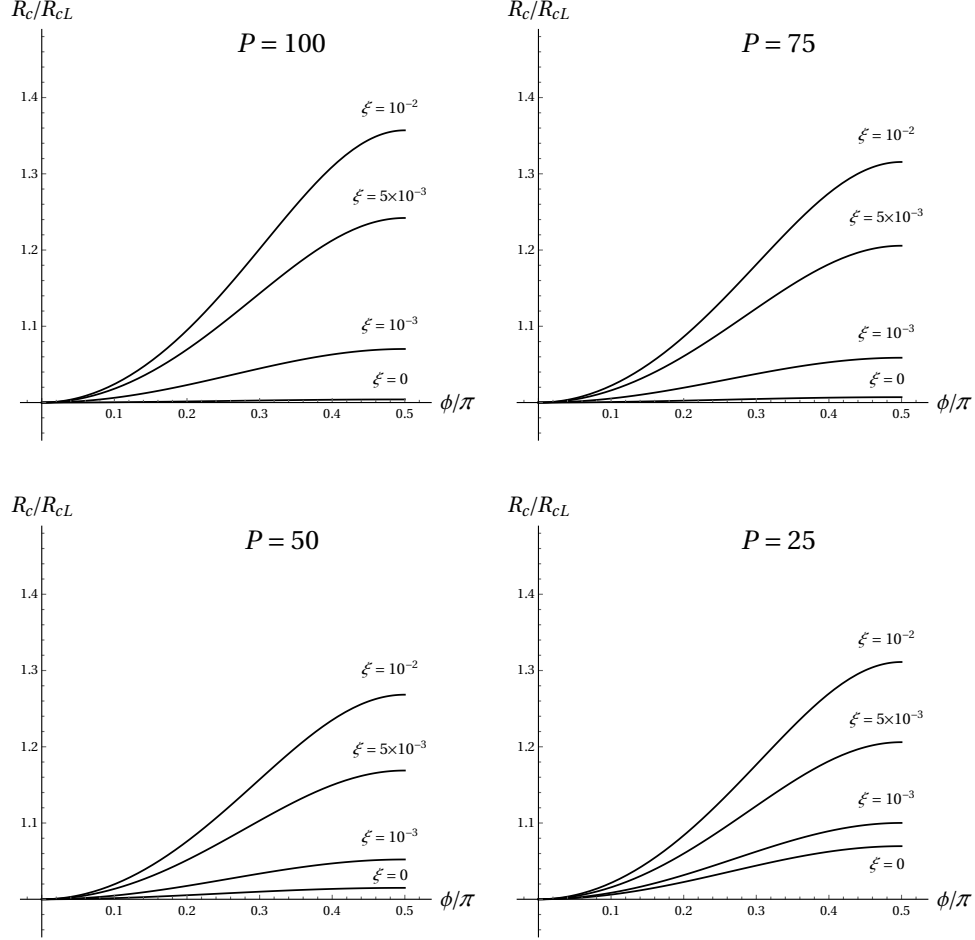 R_c/R_{cL}
P = 100
1.4
1.3
1.2
1.1
ξ = 10⁻²
ξ = 5×10⁻³
ξ = 10⁻³
ξ = 0
0.1 0.2 0.3 0.4 0.5
ϕ/π
R_c/R_{cL}
P = 75
1.4
1.3
1.2
1.1
ξ = 10⁻²
ξ = 5×10⁻³
ξ = 10⁻³
ξ = 0
0.1 0.2 0.3 0.4 0.5
ϕ/π
R_c/R_{cL}
P = 50
1.4
1.3
1.2
1.1
ξ = 10⁻²
ξ = 5×10⁻³
ξ = 10⁻³
ξ = 0
0.1 0.2 0.3 0.4 0.5
ϕ/π
R_c/R_{cL}
P = 25
1.4
1.3
1.2
1.1
ξ = 10⁻²
ξ = 5×10⁻³
ξ = 10⁻³
ξ = 0
0.1 0.2 0.3 0.4 0.5
ϕ/π